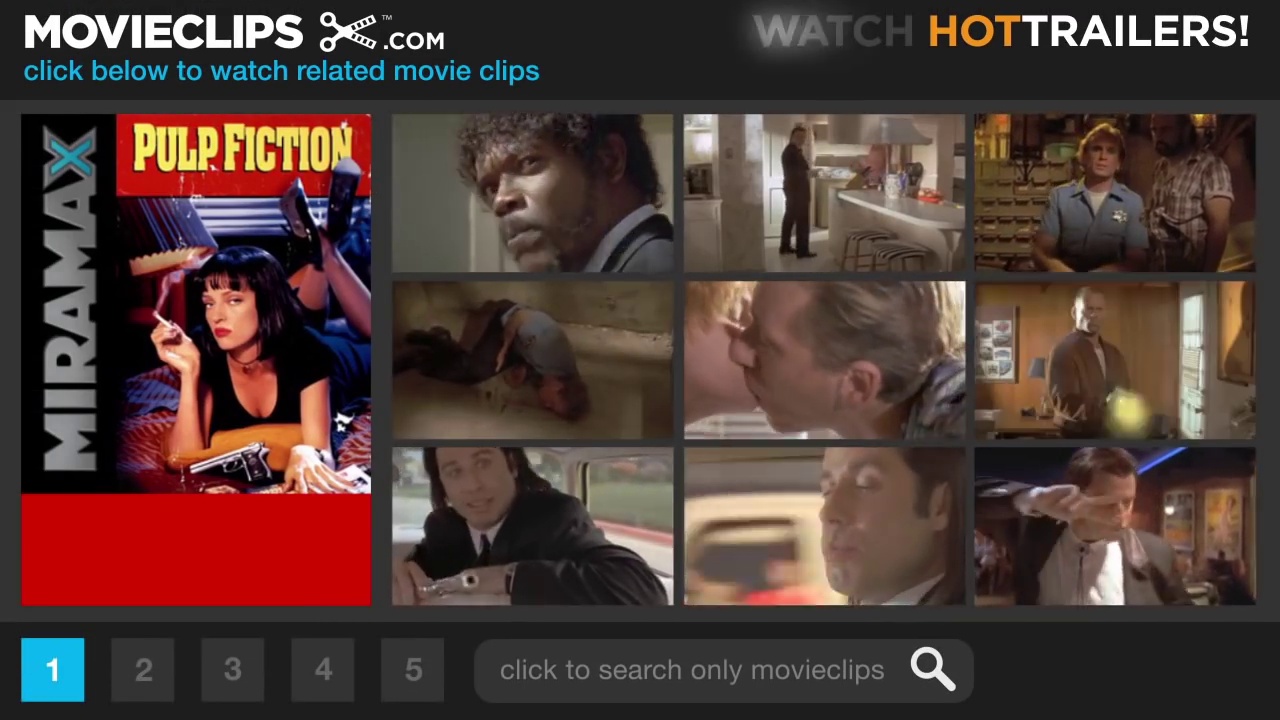 MOVIECLIPS ™ .COM
click below to watch related movie clips
WATCH HOTTRAILERS!
MIRAMAX
PULP FICTION
1 2 3 4 5
click to search only movieclips